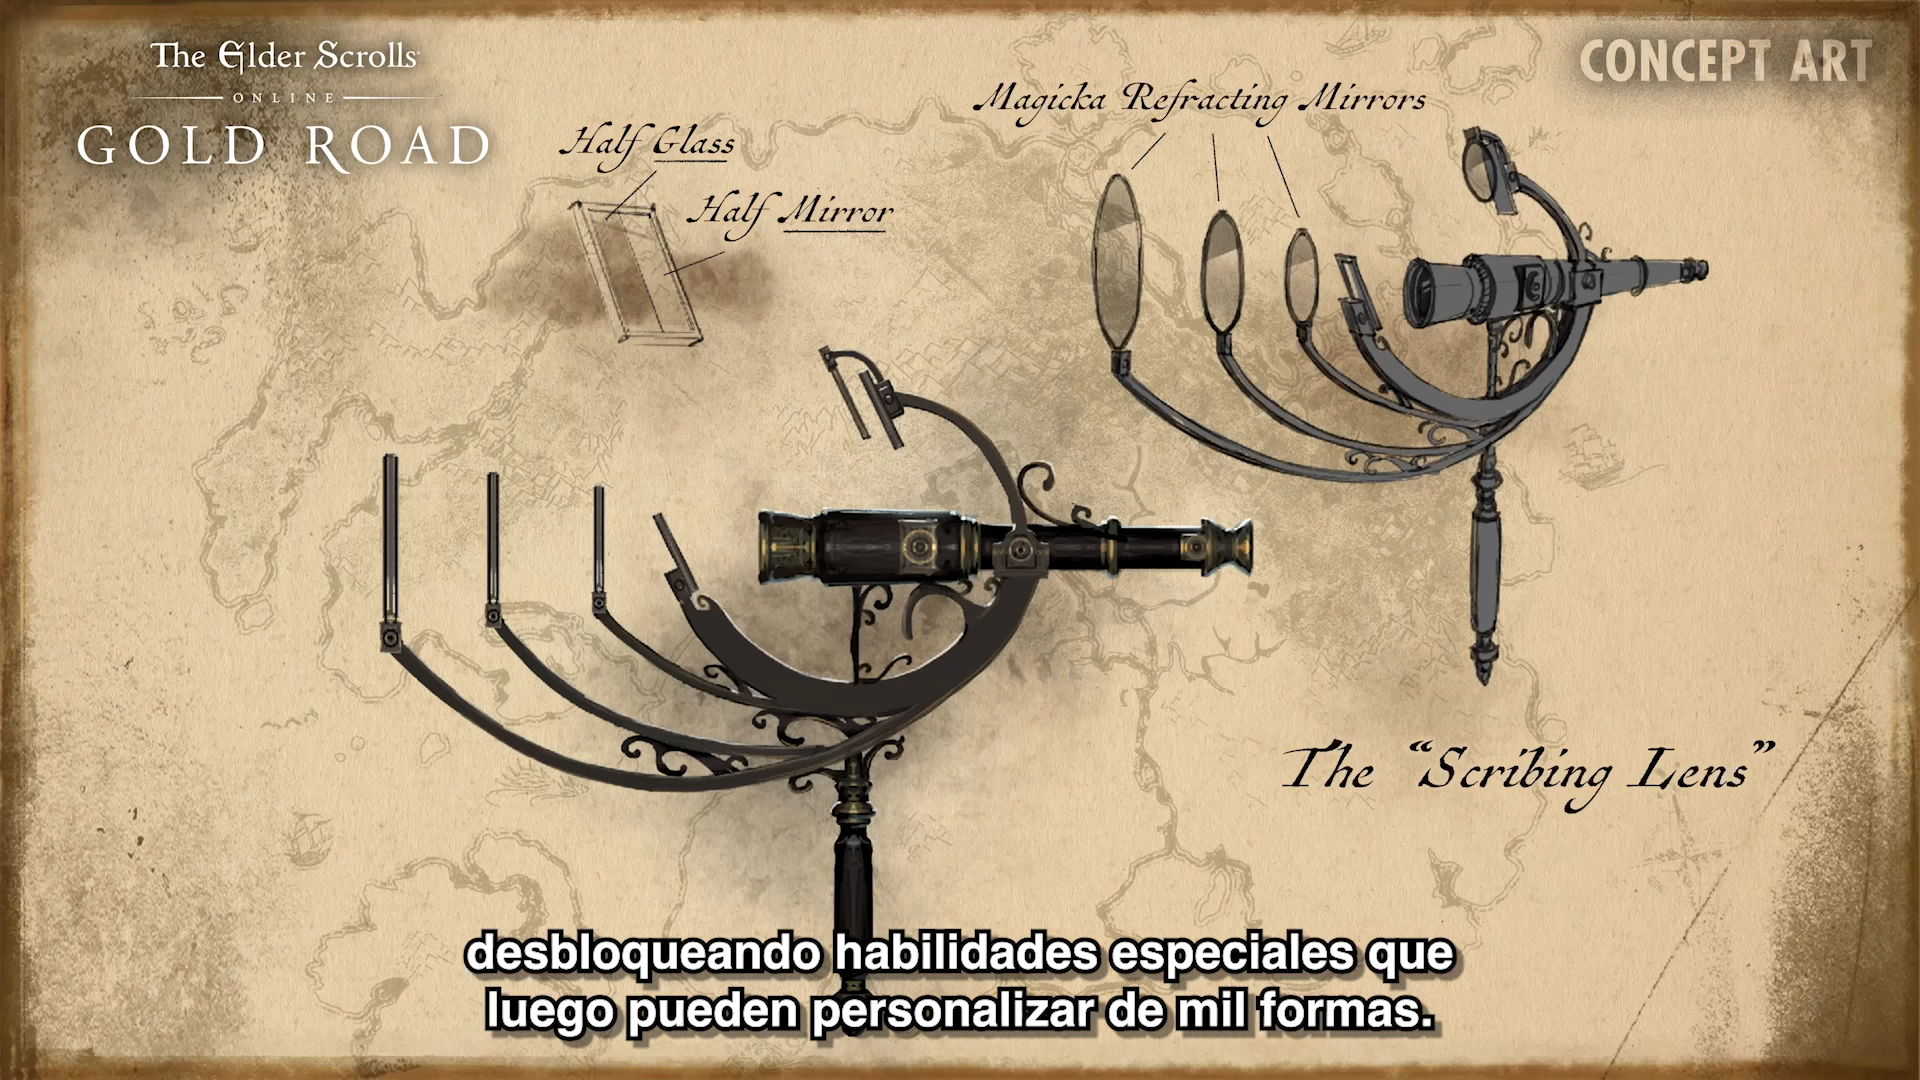 The Elder Scrolls
ONLINE
GOLD ROAD
CONCEPT ART
Magicka Refracting Mirrors
Half Glass
Half Mirror
The “Scribing Lens”
desbloqueando habilidades especiales que
luego pueden personalizar de mil formas.